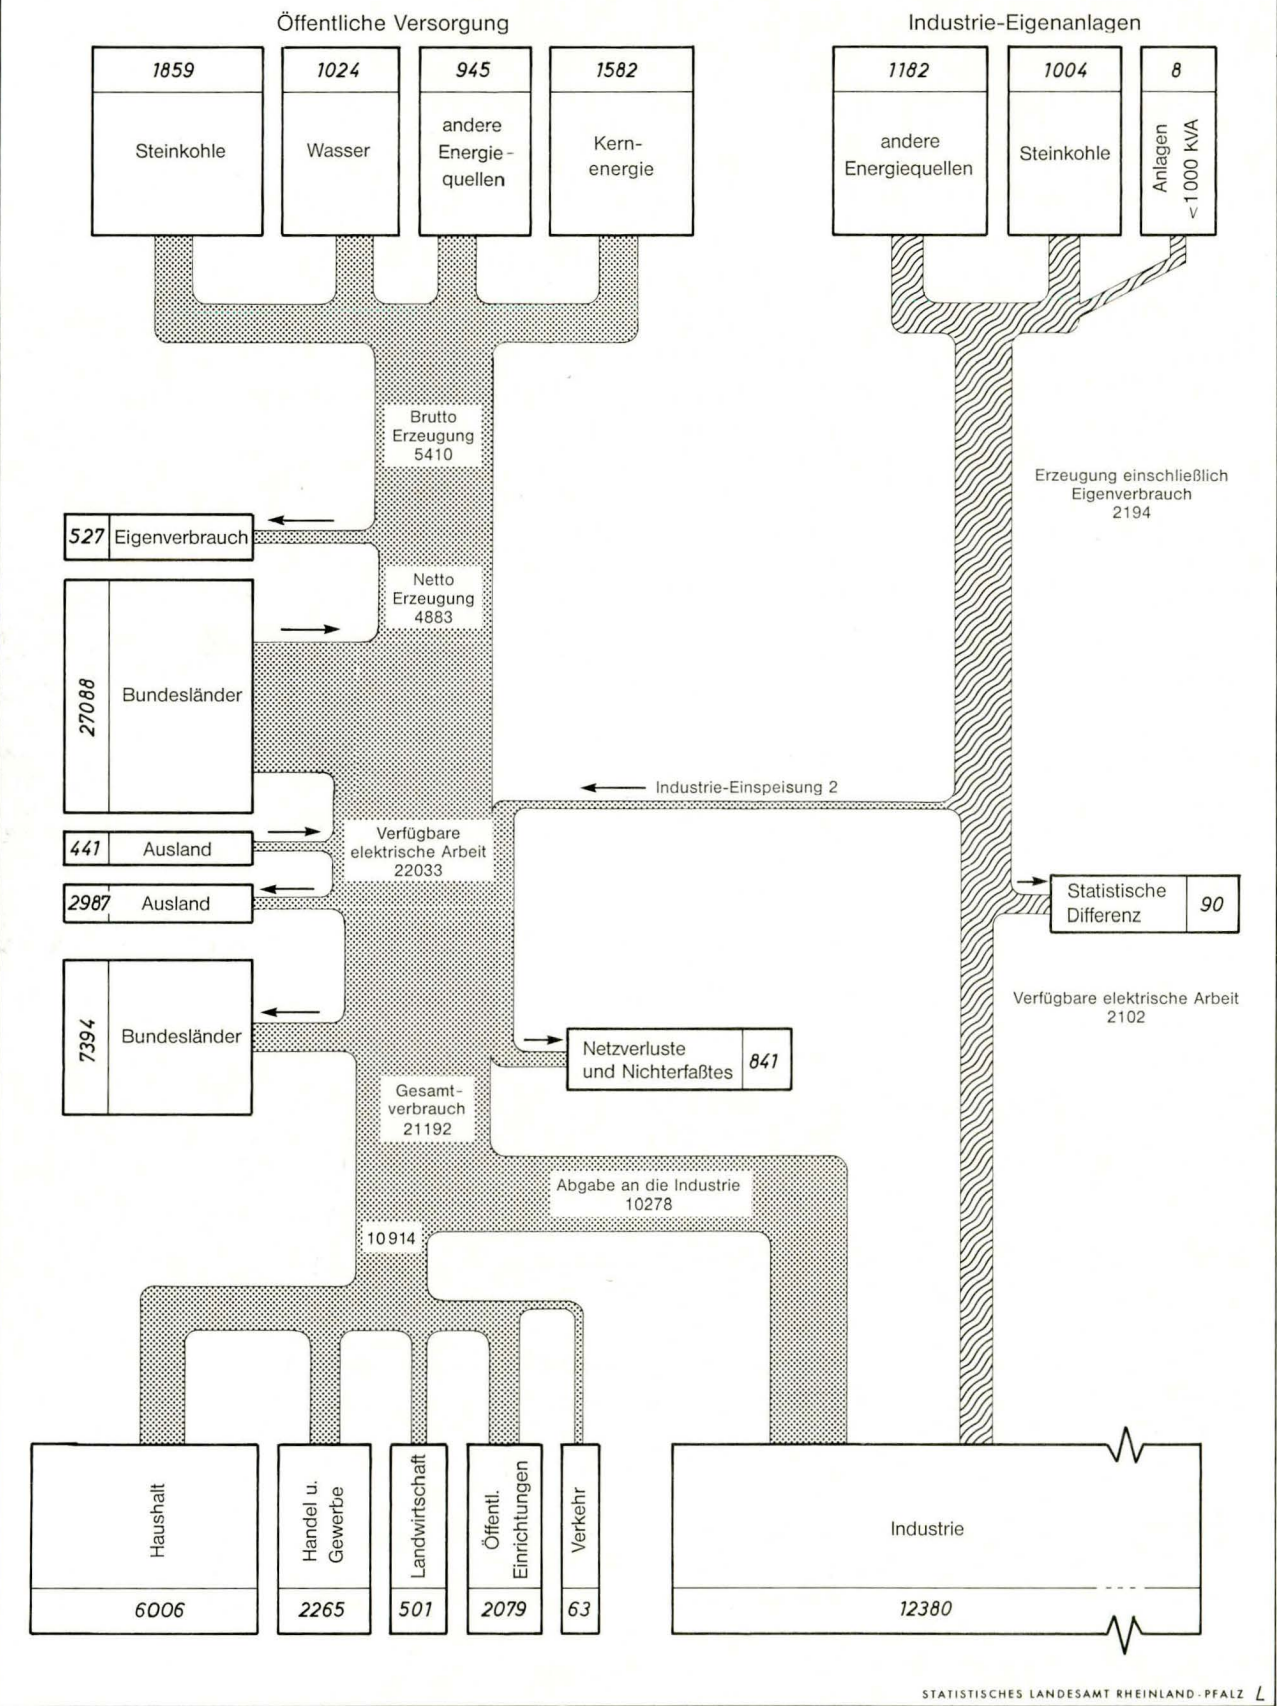 Öffentliche Versorgung
Industrie-Eigenanlagen
1859
1024
945
1582
1182
1004
8
Steinkohle
Wasser
andere
Energie-
quellen
Kern-
energie
andere
Energiequellen
Steinkohle
Anlagen
<1000 KVA
Brutto
Erzeugung
5410
Erzeugung einschließlich
Eigenverbrauch
2194
527 Eigenverbrauch
Netto
Erzeugung
4883
27088
Bundesländer
Industrie-Einspeisung 2
441 Ausland
Verfügbare
elektrische Arbeit
22033
2987 Ausland
Statistische
Differenz
90
7394
Bundesländer
Verfügbare elektrische Arbeit
2102
Netzverluste
und Nichterfaßtes
841
Gesamt-
verbrauch
21192
Abgabe an die Industrie
10278
10914
Haushalt
Handel u.
Gewerbe
Landwirtschaft
Öffentl.
Einrichtungen
Verkehr
Industrie
6006
2265
501
2079
63
12380
STATISTISCHES LANDESAMT RHEINLAND-PFALZ L